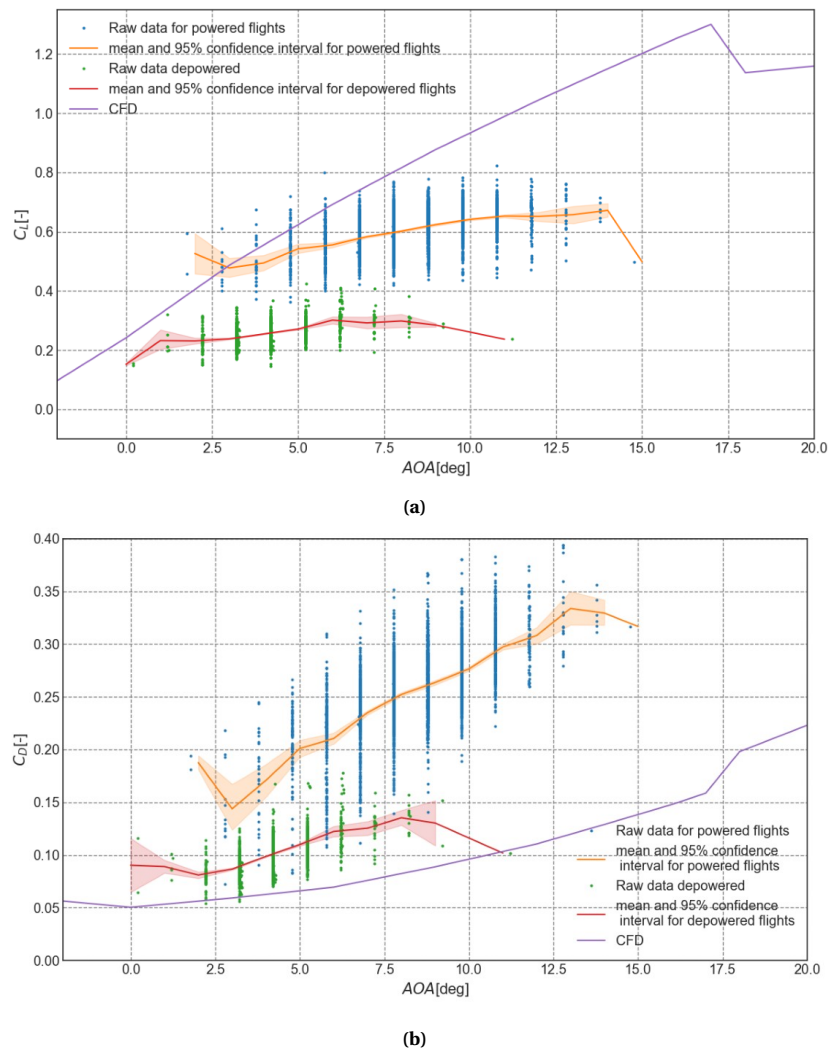 Raw data for powered flights
mean and 95% confidence interval for powered flights
Raw data depowered
mean and 95% confidence interval for depowered flights
CFD
1.2
1.0
0.8
0.6
0.4
0.2
0.0
C_L[-]
0.0 2.5 5.0 7.5 10.0 12.5 15.0 17.5 20.0
AOA[deg]
(a)
0.40
0.35
0.30
0.25
0.20
0.15
0.10
0.05
0.00
C_D[-]
Raw data for powered flights
mean and 95% confidence
interval for powered flights
Raw data depowered
mean and 95% confidence
interval for depowered flights
CFD
0.0 2.5 5.0 7.5 10.0 12.5 15.0 17.5 20.0
AOA[deg]
(b)